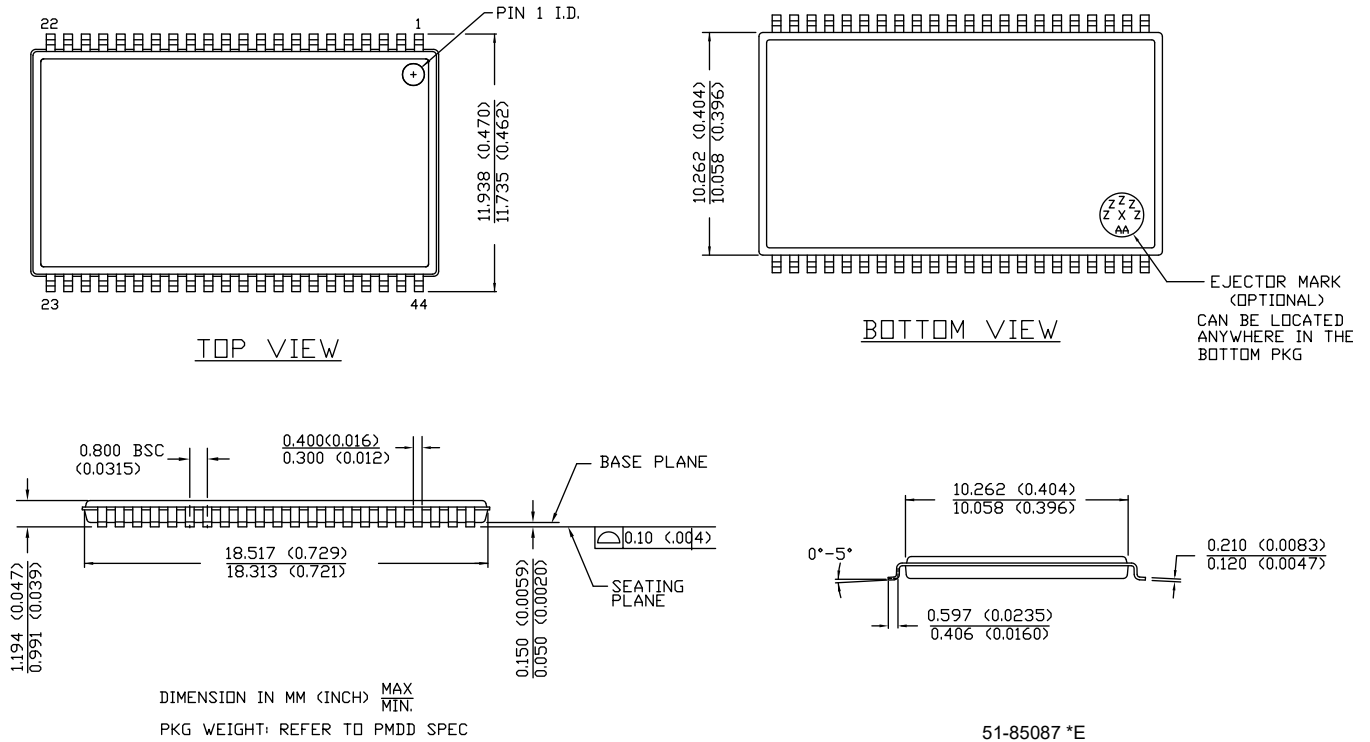 22
1
PIN 1 I.D.
11.938 (0.470)
11.735 (0.462)
23
44
TOP VIEW
10.262 (0.404)
10.058 (0.396)
Z Z Z
Z X Z
AA
EJECTOR MARK
(OPTIONAL)
CAN BE LOCATED
ANYWHERE IN THE
BOTTOM PKG
BOTTOM VIEW
0.800 BSC
(0.0315)
0.400(0.016)
0.300 (0.012)
BASE PLANE
0.10 (.004)
SEATING
PLANE
1.194 (0.047)
0.991 (0.039)
18.517 (0.729)
18.313 (0.721)
0.150 (0.0059)
0.050 (0.0020)
10.262 (0.404)
10.058 (0.396)
0°-5°
0.210 (0.0083)
0.120 (0.0047)
0.597 (0.0235)
0.406 (0.0160)
DIMENSION IN MM (INCH) MAX
MIN.
PKG WEIGHT: REFER TO PMDD SPEC
51-85087 *E